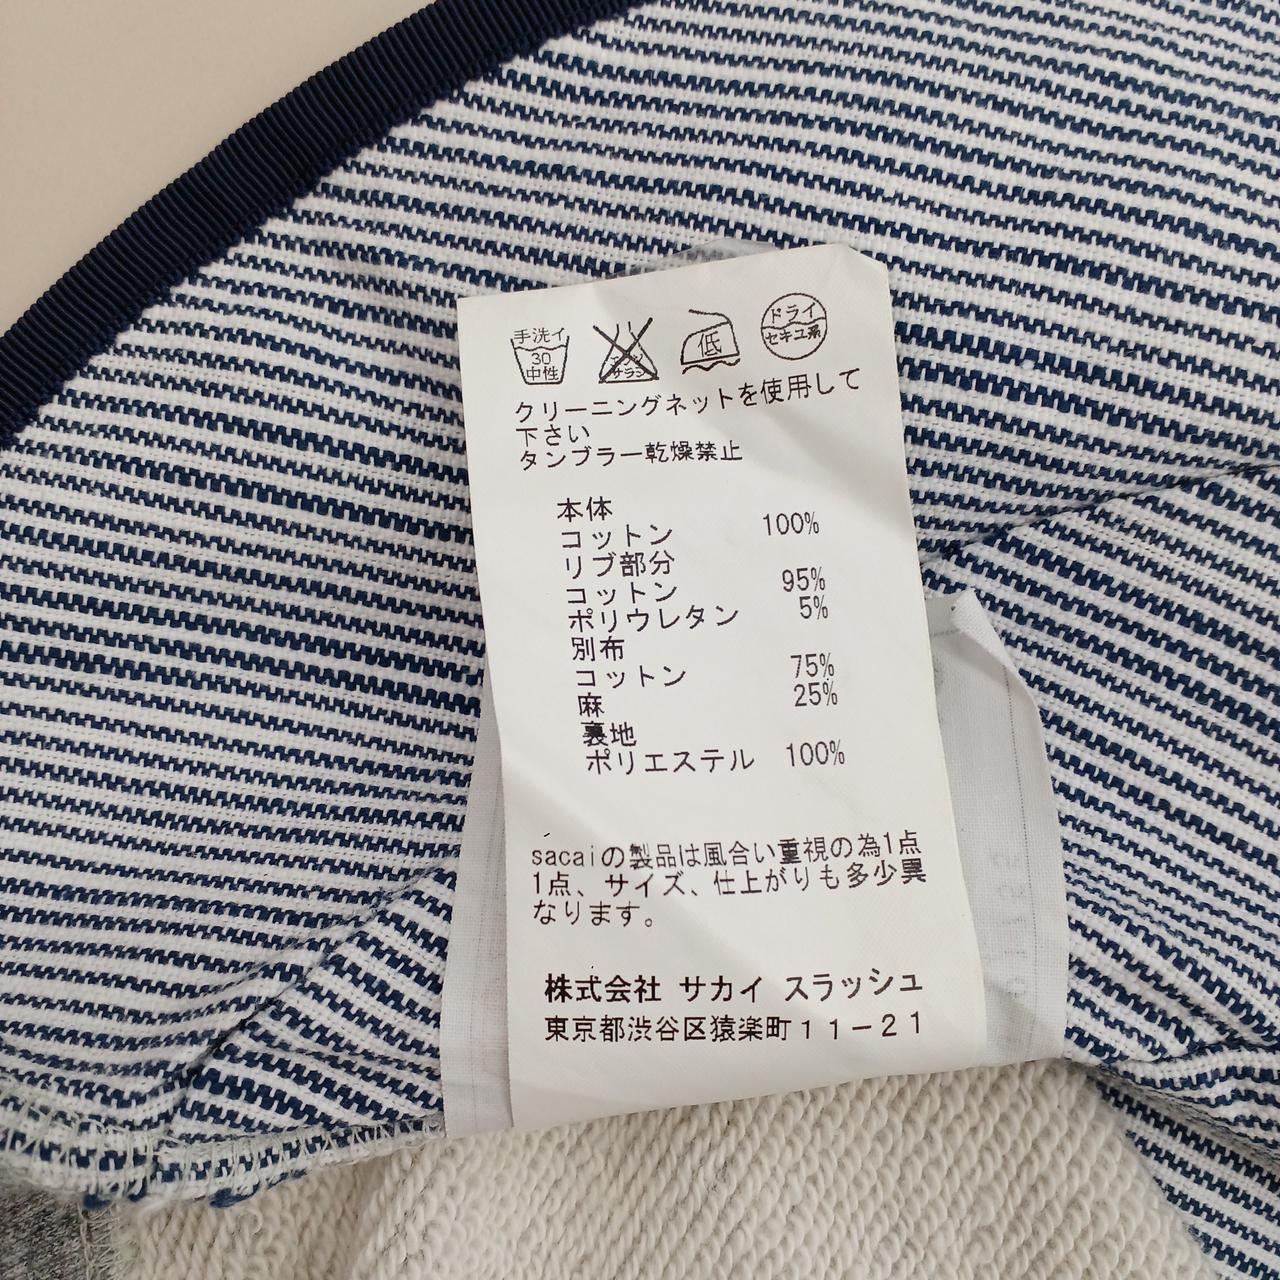 手洗イ
30
中性
エンソ
サラシ
低
ドライ
セキユ系
クリーニングネットを使用して
下さい
タンブラー乾燥禁止
本体
コットン 100%
リブ部分
コットン 95%
ポリウレタン 5%
別布
コットン 75%
麻 25%
裏地
ポリエステル 100%
sacaiの製品は風合い重視の為1点
1点、サイズ、仕上がりも多少異
なります。
株式会社 サカイ スラッシュ
東京都渋谷区猿楽町11-21